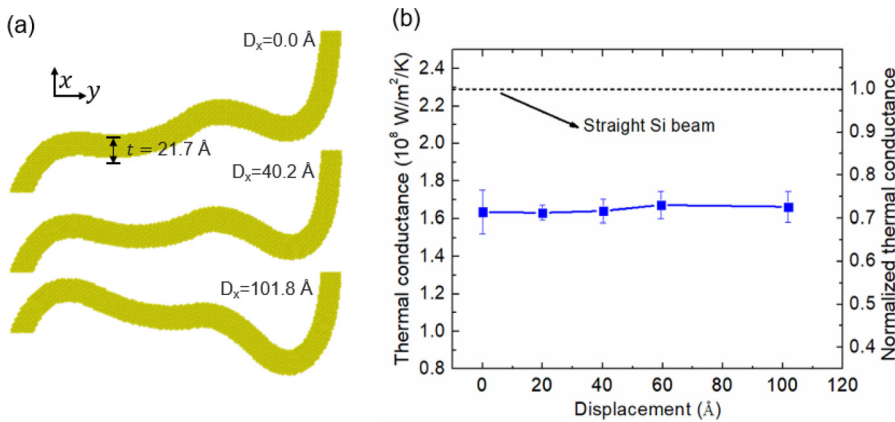 (a)
Dₓ=0.0 Å
x
y
t = 21.7 Å
Dₓ=40.2 Å
Dₓ=101.8 Å
(b)
Thermal conductance (10⁸ W/m²/K)
2.4
2.2
2.0
1.8
1.6
1.4
1.2
1.0
0.8
Straight Si beam
1.0
0.9
0.8
0.7
0.6
0.5
0.4
Normalized thermal conductance
0 20 40 60 80 100 120
Displacement (Å)